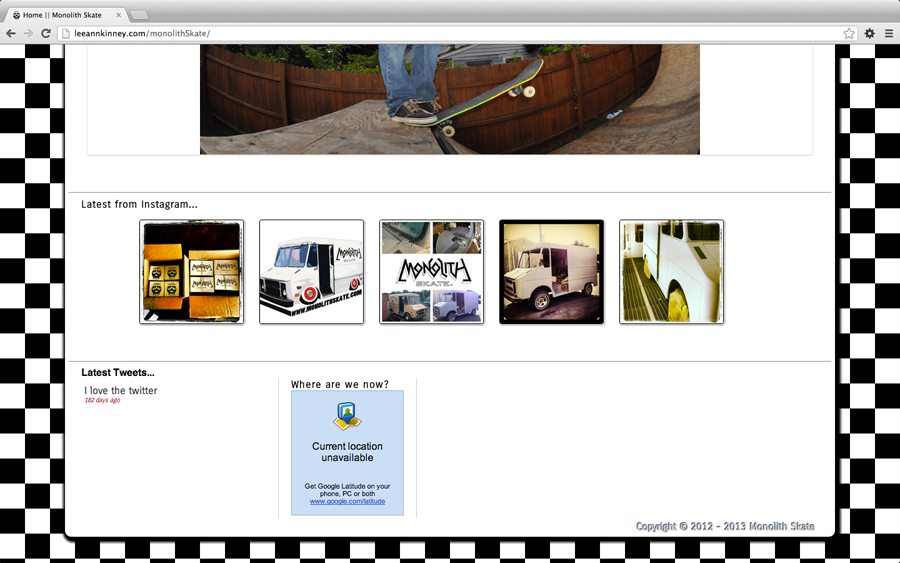 Home || Monolith Skate
leeannkinney.com/monolithSkate/
Latest from Instagram...
MONOLITH
SKATE
WWW.MONOLITHSKATE.COM
MONOLITH
SKATE
Latest Tweets...
I love the twitter
182 days ago
Where are we now?
Current location
unavailable
Get Google Latitude on your
phone, PC or both
www.google.com/latitude
Copyright © 2012 - 2013 Monolith Skate